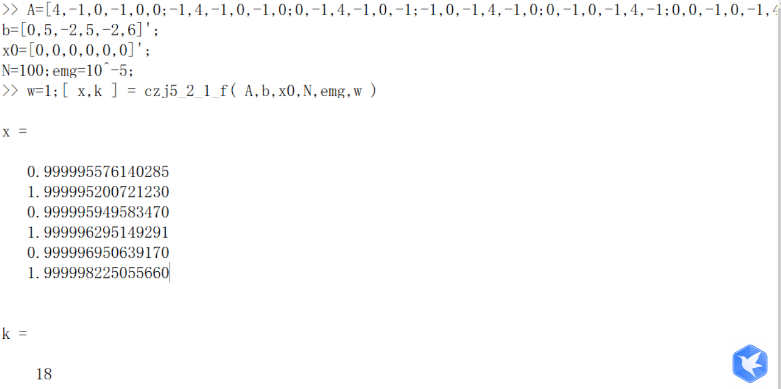 >> A=[4,-1,0,-1,0,0;-1,4,-1,0,-1,0;0,-1,4,-1,0,-1;-1,0,-1,4,-1,0;0,-1,0,-1,4,-1;0,0,-1,0,-1,4
b=[0,5,-2,5,-2,6]';
x0=[0,0,0,0,0,0]';
N=100;emg=10^-5;
>> w=1;[ x,k ] = czj5_2_1_f( A,b,x0,N,emg,w )
x =
0.999995576140285
1.999995200721230
0.999995949583470
1.999996295149291
0.999996950639170
1.999998225055660
k =
18